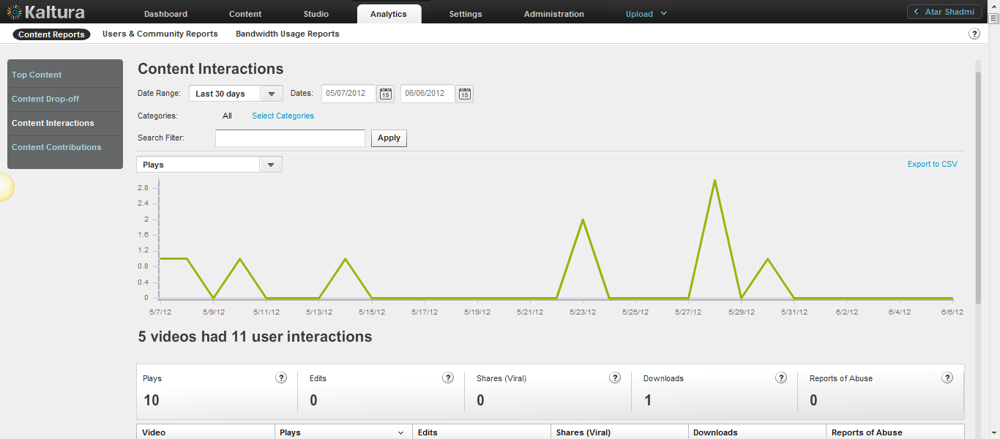 Kaltura Dashboard Content Studio Analytics Settings Administration Upload Atar Shadmi
Content Reports Users & Community Reports Bandwidth Usage Reports ?
Top Content
Content Drop-off
Content Interactions
Content Contributions
Content Interactions
Date Range: Last 30 days Dates: 05/07/2012 15 06/06/2012 15
Categories: All Select Categories
Search Filter: Apply
Plays Export to CSV
2.8
2.4
2
1.6
1.2
0.8
0.4
0
5/7/12 5/9/12 5/11/12 5/13/12 5/15/12 5/17/12 5/19/12 5/21/12 5/23/12 5/25/12 5/27/12 5/29/12 5/31/12 6/2/12 6/4/12 6/6/12
5 videos had 11 user interactions
Plays ? Edits ? Shares (Viral) ? Downloads ? Reports of Abuse ?
10 0 0 1 0
Video Plays Edits Shares (Viral) Downloads Reports of Abuse